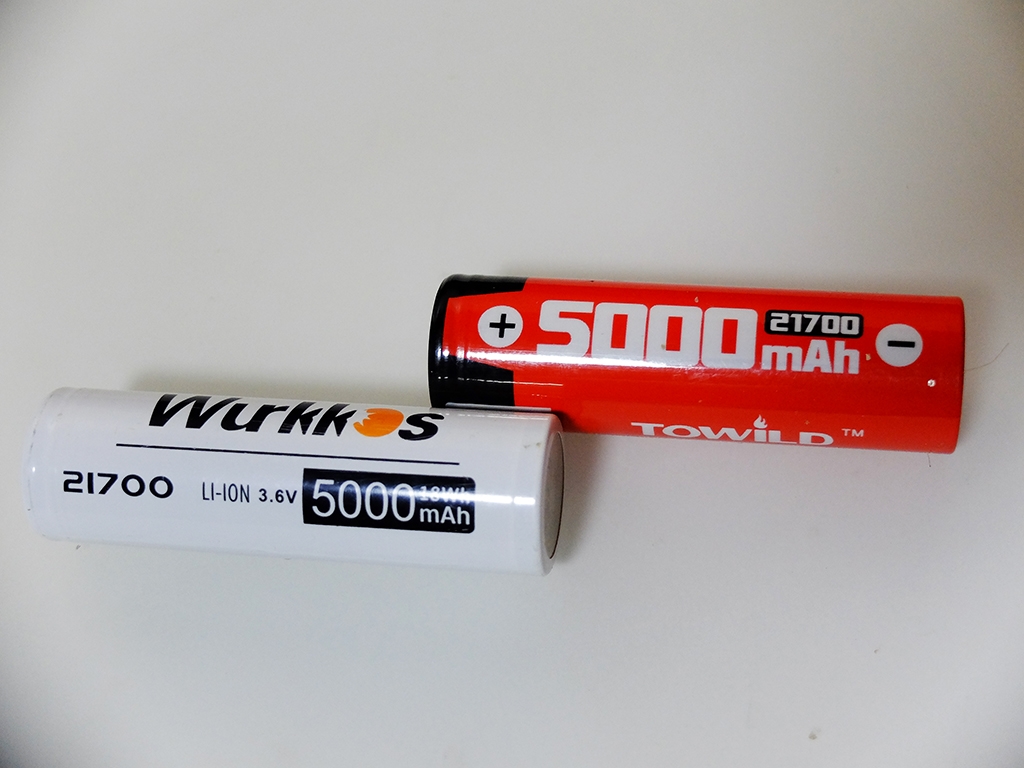 Wurkkos
21700 LI-ION 3.6V 5000 18Wh
mAh
+ 5000 21700 −
mAh
TOWILD ™